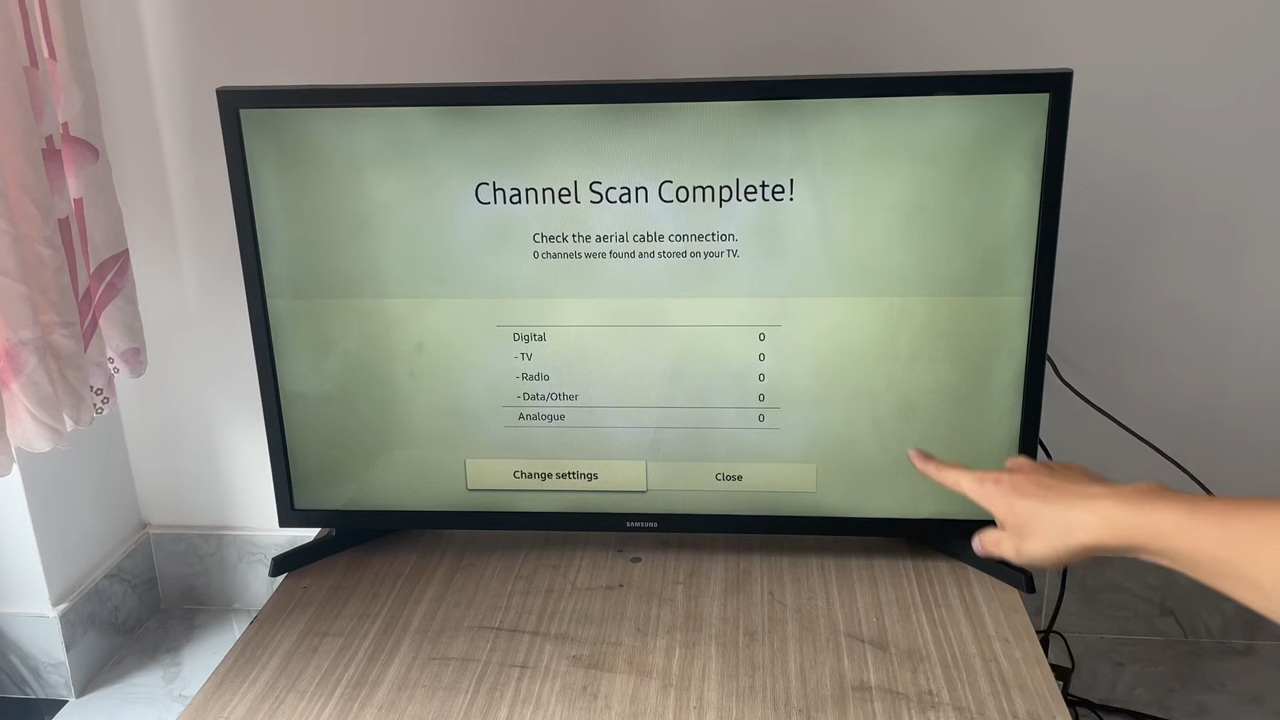 Channel Scan Complete!
Check the aerial cable connection.
0 channels were found and stored on your TV.
Digital 0
- TV 0
- Radio 0
- Data/Other 0
Analogue 0
Change settings Close
SAMSUNG